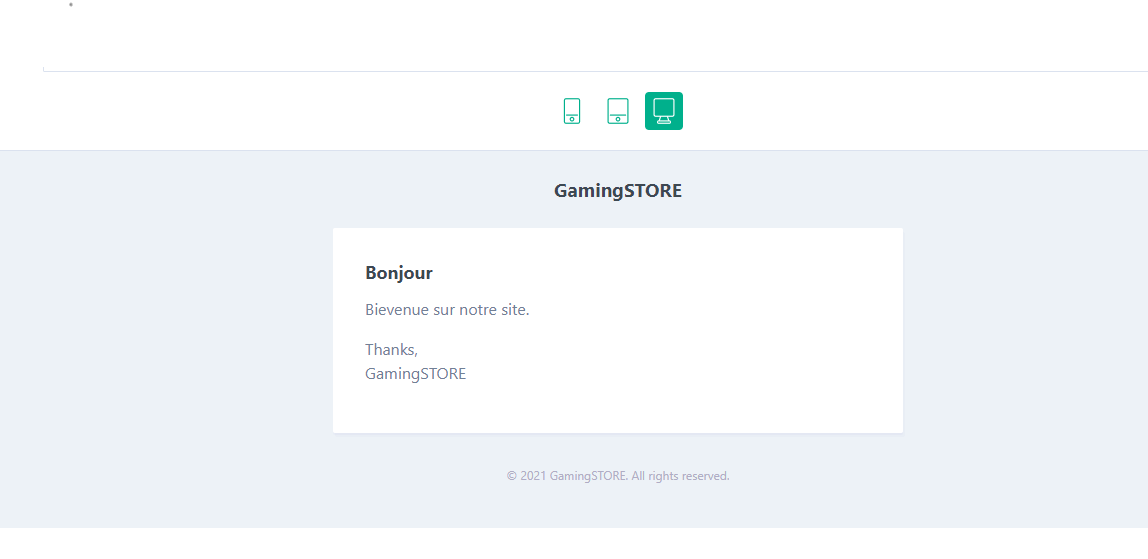 GamingSTORE
Bonjour
Bievenue sur notre site.
Thanks,
GamingSTORE
© 2021 GamingSTORE. All rights reserved.